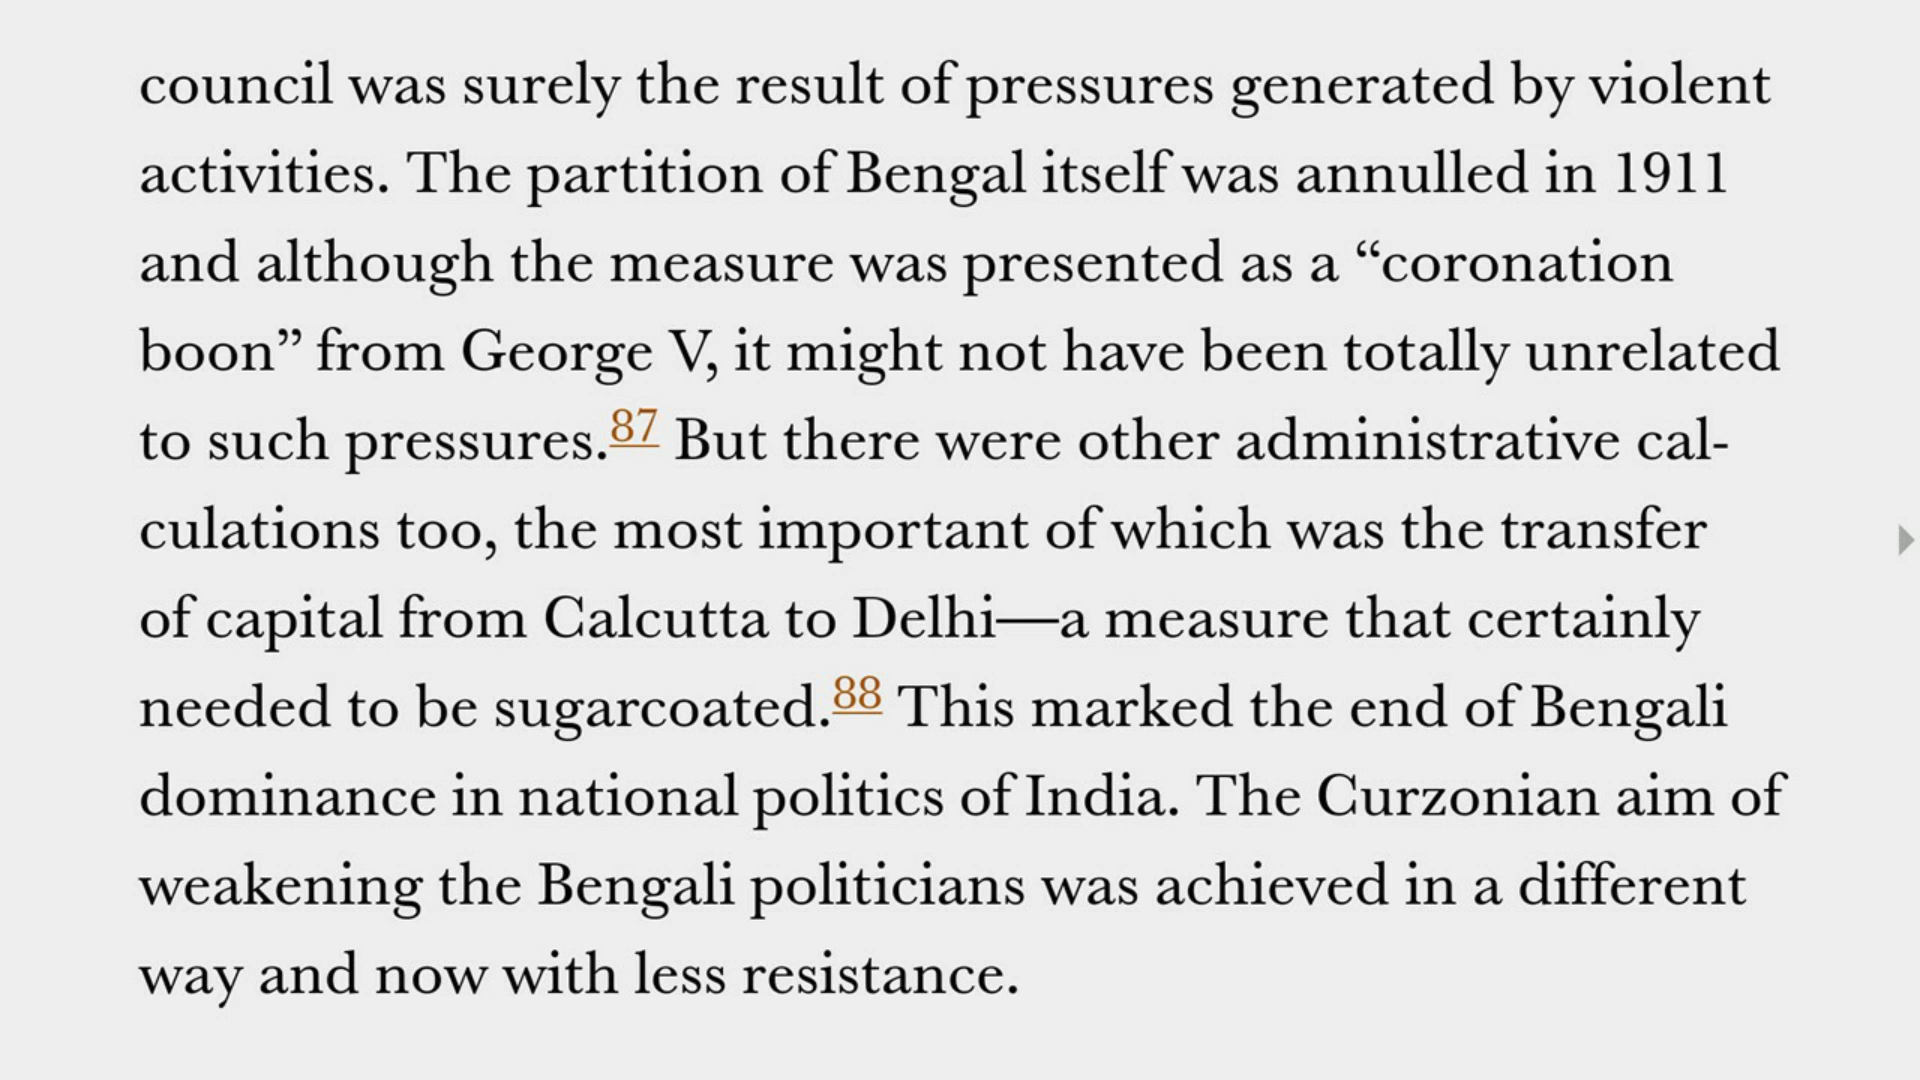 council was surely the result of pressures generated by violent
activities. The partition of Bengal itself was annulled in 1911
and although the measure was presented as a “coronation
boon” from George V, it might not have been totally unrelated
to such pressures.87 But there were other administrative cal-
culations too, the most important of which was the transfer
of capital from Calcutta to Delhi—a measure that certainly
needed to be sugarcoated.88 This marked the end of Bengali
dominance in national politics of India. The Curzonian aim of
weakening the Bengali politicians was achieved in a different
way and now with less resistance.